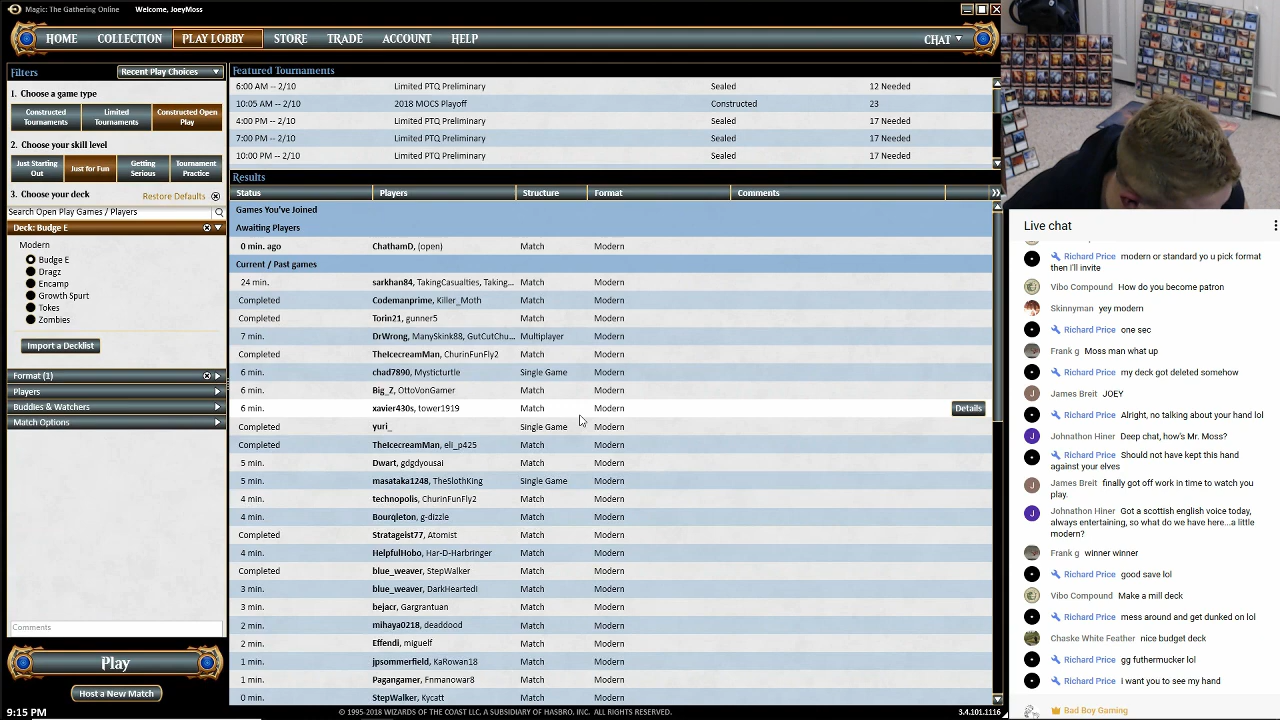 Magic: The Gathering Online Welcome, JoeyMoss
HOME COLLECTION PLAY LOBBY STORE TRADE ACCOUNT HELP CHAT
Filters Recent Play Choices
1. Choose a game type
Constructed Tournaments Limited Tournaments Constructed Open Play
2. Choose your skill level
Just Starting Out Just for Fun Getting Serious Tournament Practice
3. Choose your deck Restore Defaults
Search Open Play Games / Players
Deck: Budge E
Modern
Budge E
Dragz
Encamp
Growth Spurt
Tokes
Zombies
Import a Decklist
Format (1)
Players
Buddies & Watchers
Match Options
Comments
Play
Host a New Match
9:15 PM
Featured Tournaments
6:00 AM -- 2/10 Limited PTQ Preliminary Sealed 12 Needed
10:05 AM -- 2/10 2018 MOCS Playoff Constructed 23
4:00 PM -- 2/10 Limited PTQ Preliminary Sealed 17 Needed
7:00 PM -- 2/10 Limited PTQ Preliminary Sealed 17 Needed
10:00 PM -- 2/10 Limited PTQ Preliminary Sealed 17 Needed
Results
Status Players Structure Format Comments
Games You've Joined
Awaiting Players
0 min. ago ChathamD, (open) Match Modern
Current / Past games
24 min. sarkhan84, TakingCasualties, Taking... Match Modern
Completed Codemanprime, Killer_Moth Match Modern
Completed Torin21, gunner5 Match Modern
7 min. DrWrong, ManySkink88, GutCutChu... Multiplayer Modern
Completed TheIcecreamMan, ChurinFunFly2 Match Modern
6 min. chad7890, Mysticturtle Single Game Modern
6 min. Big_Z, OttoVonGamer Match Modern
6 min. xavier430s, tower1919 Match Modern Details
Completed yuri_ Single Game Modern
Completed TheIcecreamMan, eli_p425 Match Modern
5 min. Dwart, gdgdyousai Match Modern
5 min. masataka1248, TheSlothKing Single Game Modern
4 min. technopolis, ChurinFunFly2 Match Modern
4 min. Bourqleton, g-dizzle Match Modern
Completed Stratageist77, Atomist Match Modern
4 min. HelpfulHobo, Har-D-Harbringer Match Modern
Completed blue_weaver, StepWalker Match Modern
3 min. blue_weaver, DarkHeartedi Match Modern
3 min. bejacr, Gargrantuan Match Modern
2 min. mihaya0218, deaddood Match Modern
2 min. Effendi, miguelf Match Modern
1 min. jpsommerfield, KaRowan18 Match Modern
1 min. Pagangamer, Fnmanowar8 Match Modern
0 min. StepWalker, Kycatt Match Modern
© 1995-2018 WIZARDS OF THE COAST LLC, A SUBSIDIARY OF HASBRO, INC. ALL RIGHTS RESERVED. 3.4.101.1116
Live chat
Richard Price modern or standard yo u pick format
then I'll invite
Vibo Compound How do you become patron
Skinnyman yey modern
Richard Price one sec
Frank g Moss man what up
Richard Price my deck got deleted somehow
James Breit JOEY
Richard Price Alright, no talking about your hand lol
Johnathon Hiner Deep chat, how's Mr. Moss?
Richard Price Should not have kept this hand
against your elves
James Breit finally got off work in time to watch you
play.
Johnathon Hiner Got a scottish english voice today,
always entertaining, so what do we have here...a little
modern?
Frank g winner winner
Richard Price good save lol
Vibo Compound Make a mill deck
Richard Price mess around and get dunked on lol
Chaske White Feather nice budget deck
Richard Price gg futhermucker lol
Richard Price i want you to see my hand
Bad Boy Gaming